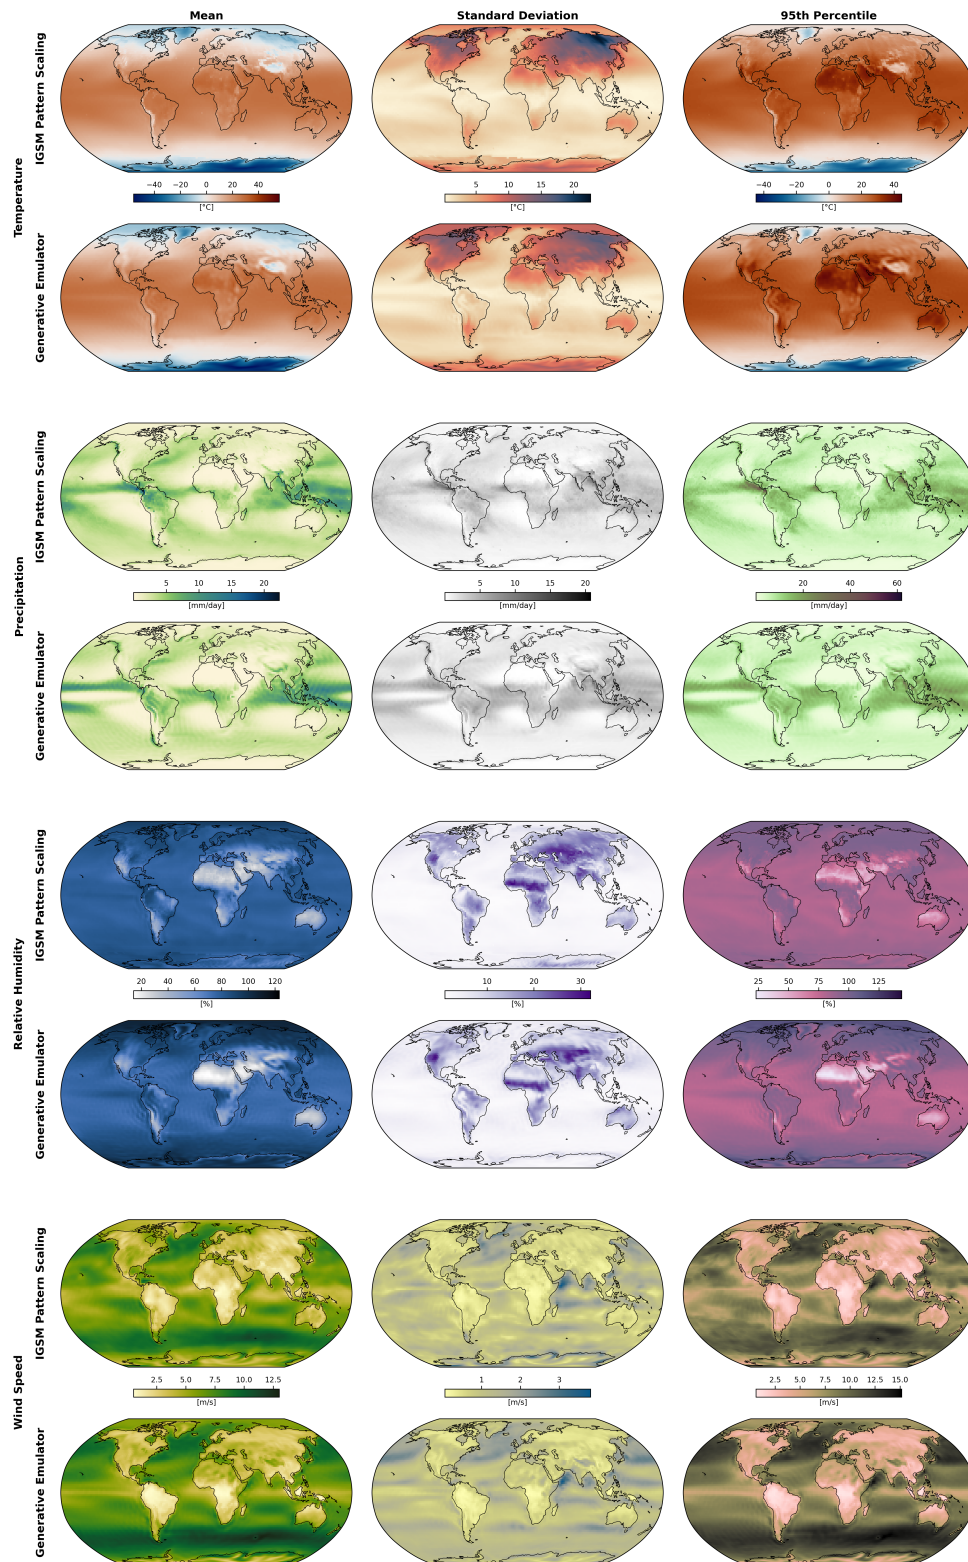 Mean Standard Deviation 95th Percentile
Temperature
IGSM Pattern Scaling
−40 −20 0 20 40
[°C]
5 10 15 20
[°C]
−40 −20 0 20 40
[°C]
Generative Emulator
Precipitation
IGSM Pattern Scaling
5 10 15 20
[mm/day]
5 10 15 20
[mm/day]
20 40 60
[mm/day]
Generative Emulator
Relative Humidity
IGSM Pattern Scaling
20 40 60 80 100 120
[%]
10 20 30
[%]
25 50 75 100 125
[%]
Generative Emulator
Wind Speed
IGSM Pattern Scaling
2.5 5.0 7.5 10.0 12.5
[m/s]
1 2 3
[m/s]
2.5 5.0 7.5 10.0 12.5 15.0
[m/s]
Generative Emulator